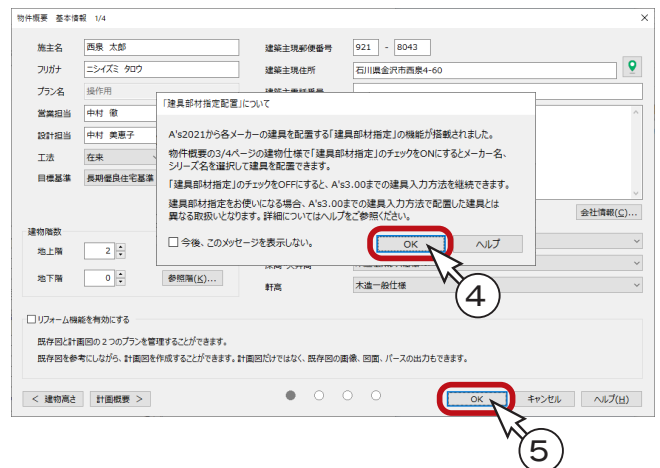 物件概要 基本情報 1/4
施主名 西泉 太郎 建築主現郵便番号 921 - 8043
フリガナ ニシイズミ タロウ 建築主現住所 石川県金沢市西泉4-60
プラン名 操作用
営業担当 中村 徹
設計担当 中村 美恵子
工法 在来
目標基準 長期優良住宅基準
会社情報(C)...
「建具部材指定配置」について
A's2021から各メーカーの建具を配置する「建具部材指定」の機能が搭載されました。
物件概要の3/4ページの建物仕様で「建具部材指定」のチェックをONにするとメーカー名、
シリーズ名を選択して建具を配置できます。
「建具部材指定」のチェックをOFFにすると、A's3.00までの建具入力方法を継続できます。
建具部材指定をお使いになる場合、A's3.00までの建具入力方法で配置した建具とは
異なる取扱いとなります。詳細についてはヘルプをご参照ください。
今後、このメッセージを表示しない。 OK ヘルプ
④
建物階数
地上階 2
地下階 0 参照階(K)...
軒高 木造一般仕様
リフォーム機能を有効にする
既存図と計画図の２つのプランを管理することができます。
既存図を参考にしながら、計画図を作成することができます。計画図だけではなく、既存図の画像、図面、パースの出力もできます。
< 建物高さ 計画概要 > OK キャンセル ヘルプ(H)
⑤